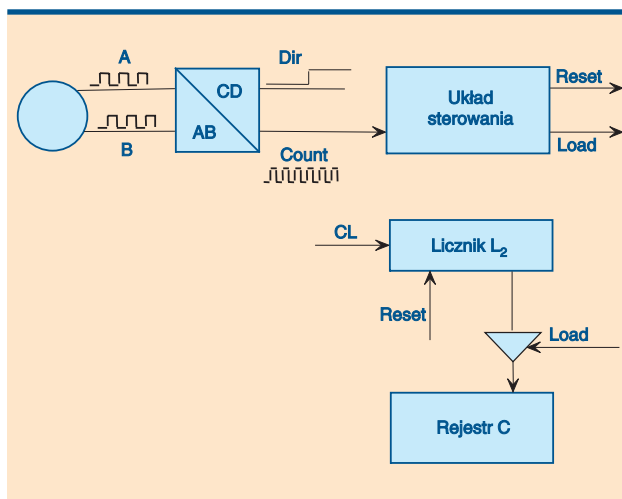 A
B
CD
AB
Dir
Count
Układ
sterowania
Reset
Load
CL
Licznik L₂
Reset
Load
Rejestr C